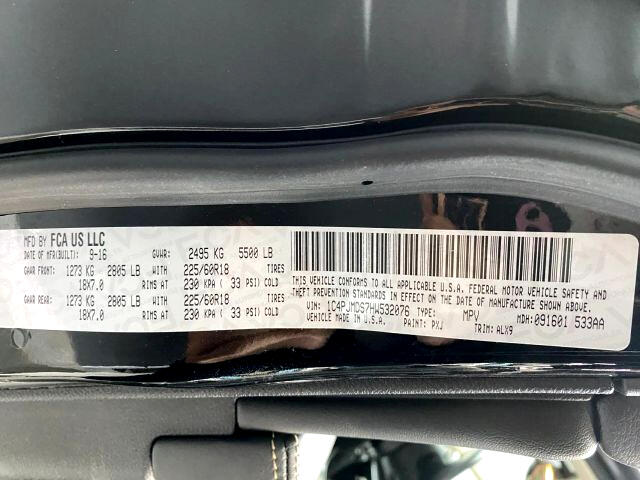 MFD BY FCA US LLC
DATE OF MFR(BUILT): 9-16 GVWR: 2495 KG 5500 LB
GAWR FRONT: 1273 KG 2805 LB WITH 225/60R18 TIRES
18X7.0 RIMS AT 230 KPA ( 33 PSI) COLD
GAWR REAR: 1273 KG 2805 LB WITH 225/60R18 TIRES
18X7.0 RIMS AT 230 KPA ( 33 PSI) COLD
THIS VEHICLE CONFORMS TO ALL APPLICABLE U.S.A. FEDERAL MOTOR VEHICLE SAFETY AND
THEFT PREVENTION STANDARDS IN EFFECT ON THE DATE OF MANUFACTURE SHOWN ABOVE.
VIN: 1C4PJMDS7HW532076 TYPE: MPV MDH: 091601 533AA
VEHICLE MADE IN U.S.A. PAINT: PXJ TRIM: ALX9